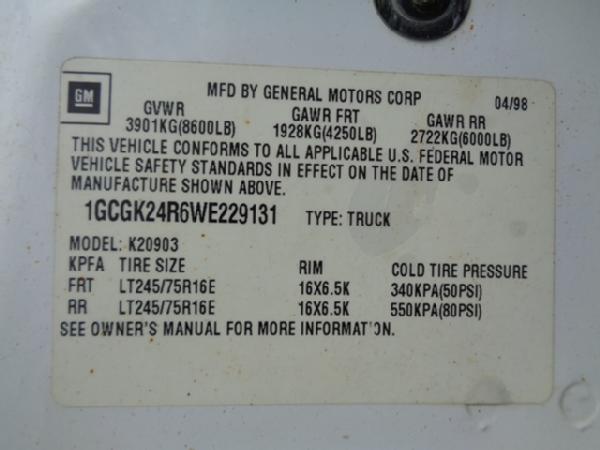 GM
MFD BY GENERAL MOTORS CORP 04/98
GVWR GAWR FRT GAWR RR
3901KG(8600LB) 1928KG(4250LB) 2722KG(6000LB)
THIS VEHICLE CONFORMS TO ALL APPLICABLE U.S. FEDERAL MOTOR
VEHICLE SAFETY STANDARDS IN EFFECT ON THE DATE OF
MANUFACTURE SHOWN ABOVE.
1GCGK24R6WE229131 TYPE: TRUCK
MODEL: K20903
KPFA TIRE SIZE RIM COLD TIRE PRESSURE
FRT LT245/75R16E 16X6.5K 340KPA(50PSI)
RR LT245/75R16E 16X6.5K 550KPA(80PSI)
SEE OWNER'S MANUAL FOR MORE INFORMATION.